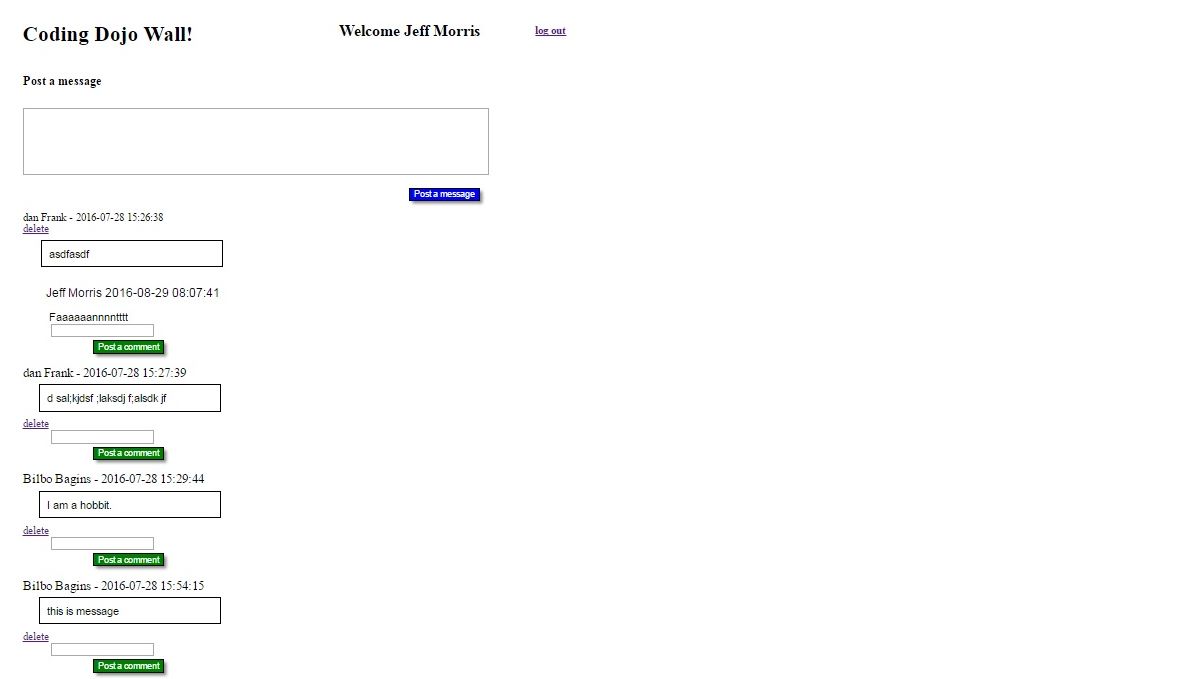 Coding Dojo Wall!
Welcome Jeff Morris
log out
Post a message
Post a message
dan Frank - 2016-07-28 15:26:38
delete
asdfasdf
Jeff Morris 2016-08-29 08:07:41
Faaaaaannnntttt
Post a comment
dan Frank - 2016-07-28 15:27:39
d sal;kjdsf ;laksdj f;alsdk jf
delete
Post a comment
Bilbo Bagins - 2016-07-28 15:29:44
I am a hobbit.
delete
Post a comment
Bilbo Bagins - 2016-07-28 15:54:15
this is message
delete
Post a comment